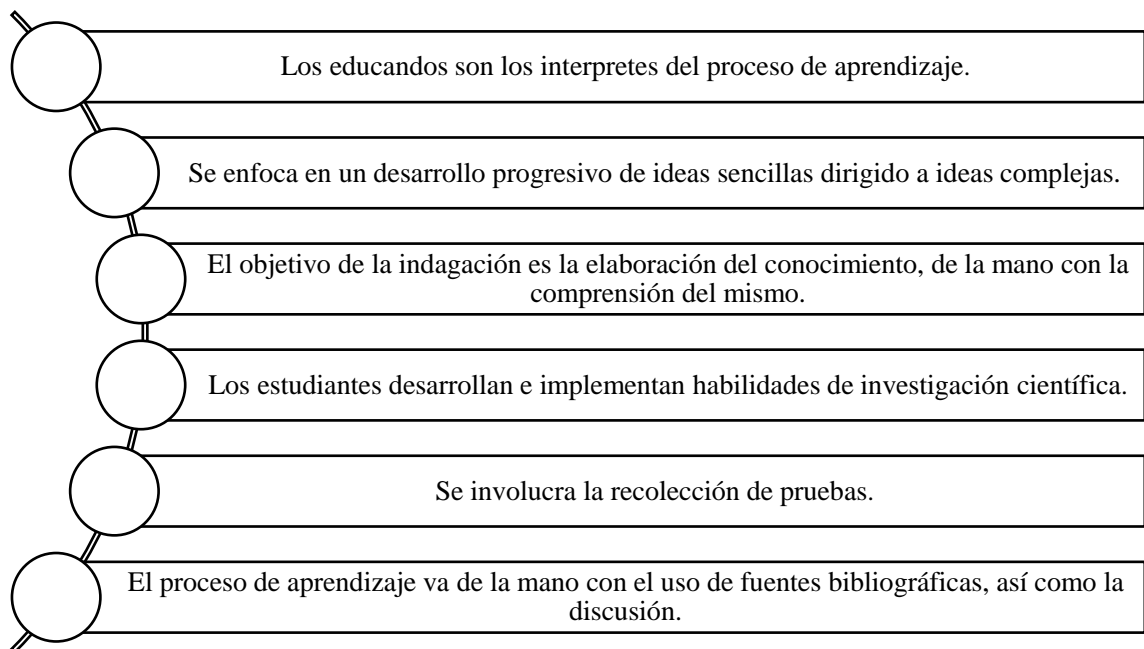 Los educandos son los interpretes del proceso de aprendizaje.
Se enfoca en un desarrollo progresivo de ideas sencillas dirigido a ideas complejas.
El objetivo de la indagación es la elaboración del conocimiento, de la mano con la
comprensión del mismo.
Los estudiantes desarrollan e implementan habilidades de investigación científica.
Se involucra la recolección de pruebas.
El proceso de aprendizaje va de la mano con el uso de fuentes bibliográficas, así como la
discusión.